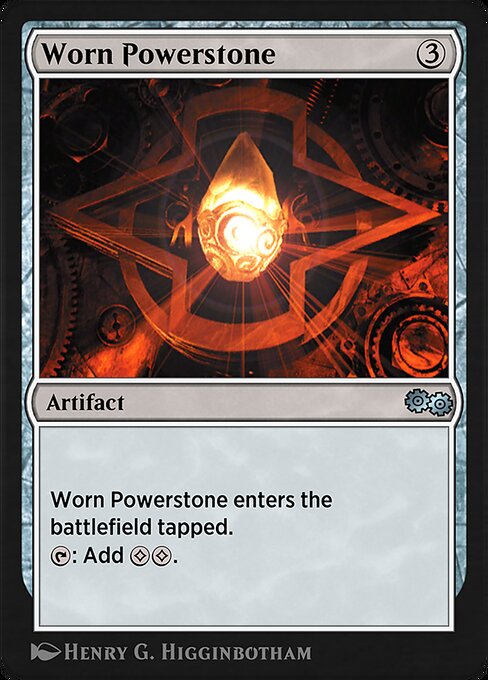 Worn Powerstone 3
Artifact
Worn Powerstone enters the
battlefield tapped.
: Add .
Henry G. Higginbotham